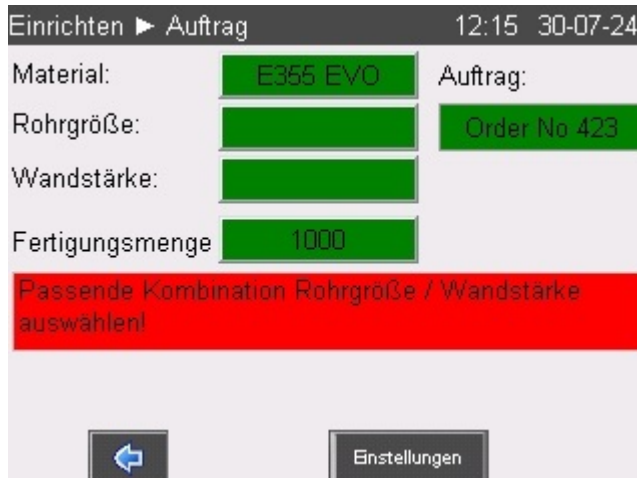 Einrichten ► Auftrag 12:15 30-07-24
Material: E355 EVO Auftrag:
Rohrgröße: Order No 423
Wandstärke:
Fertigungsmenge 1000
Passende Kombination Rohrgröße / Wandstärke
auswählen!
Einstellungen